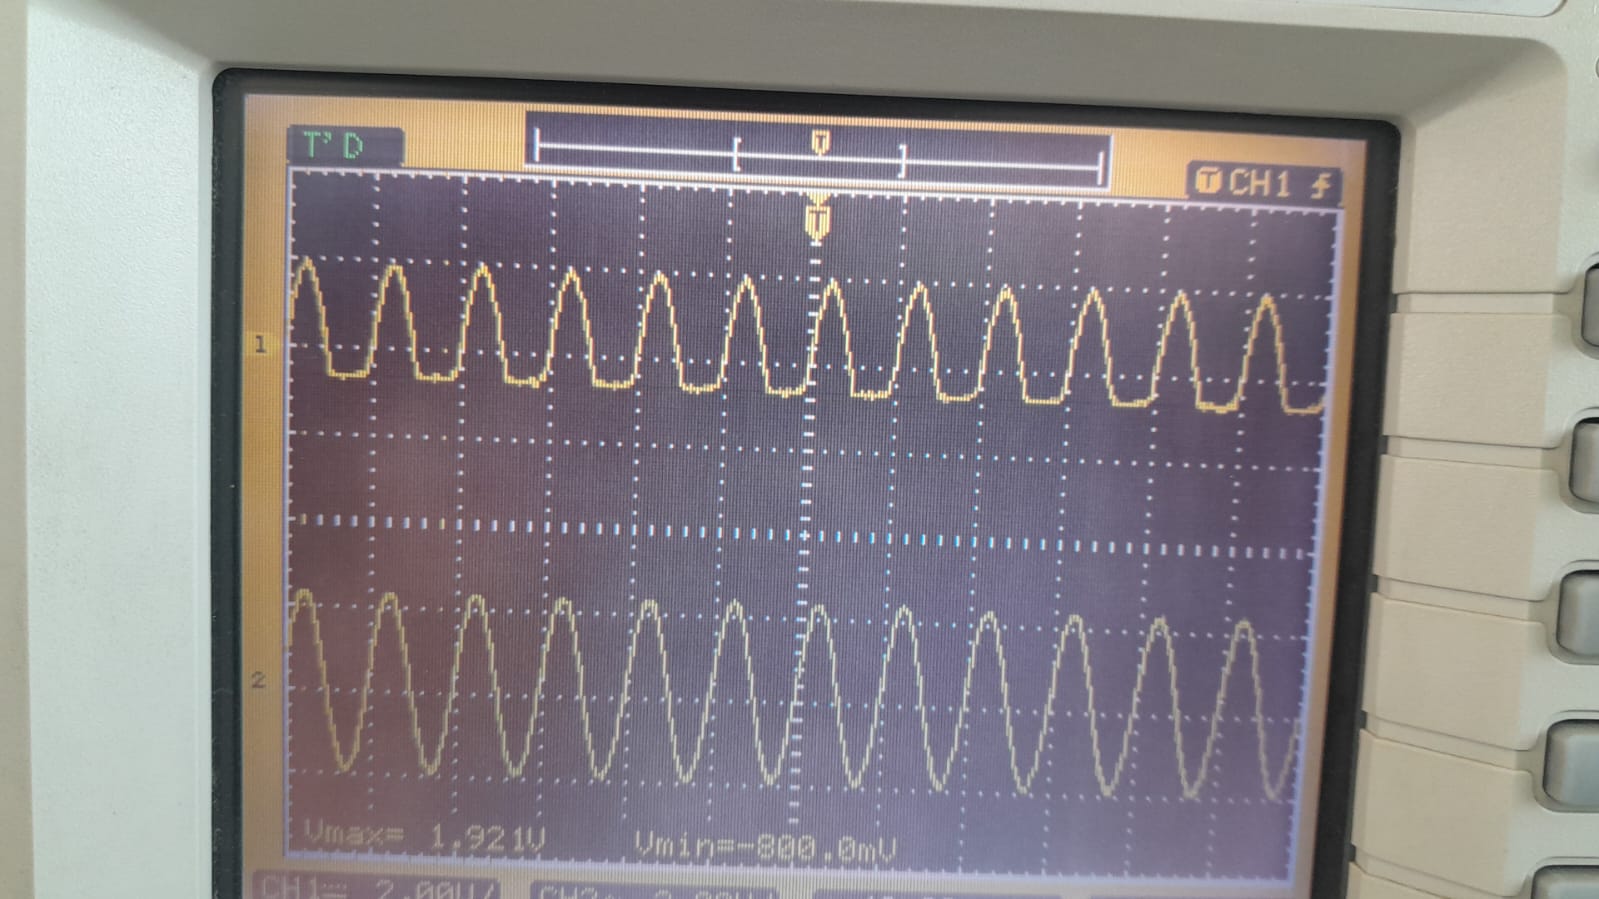 T'D
T
T CH1
T
1
2
Vmax= 1.921V Vmin=-800.0mV
CH1 2.00V/